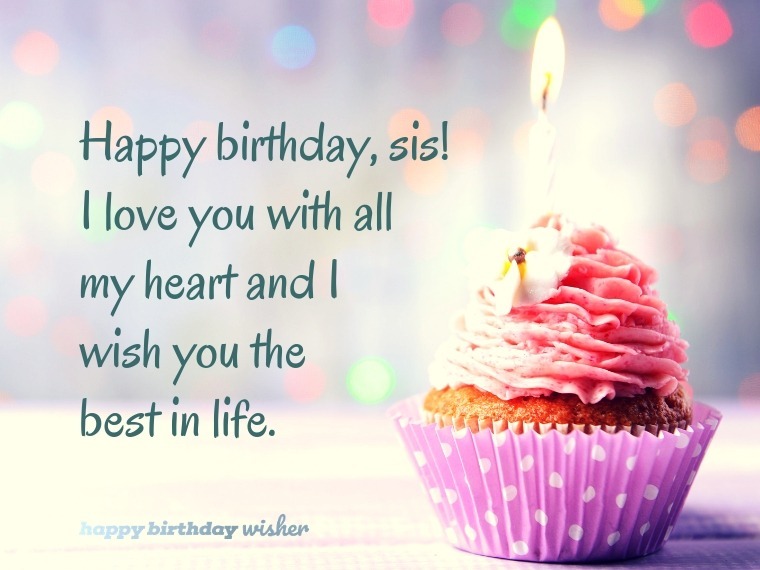 Happy birthday, sis!
I love you with all
my heart and I
wish you the
best in life.
happy birthday wisher